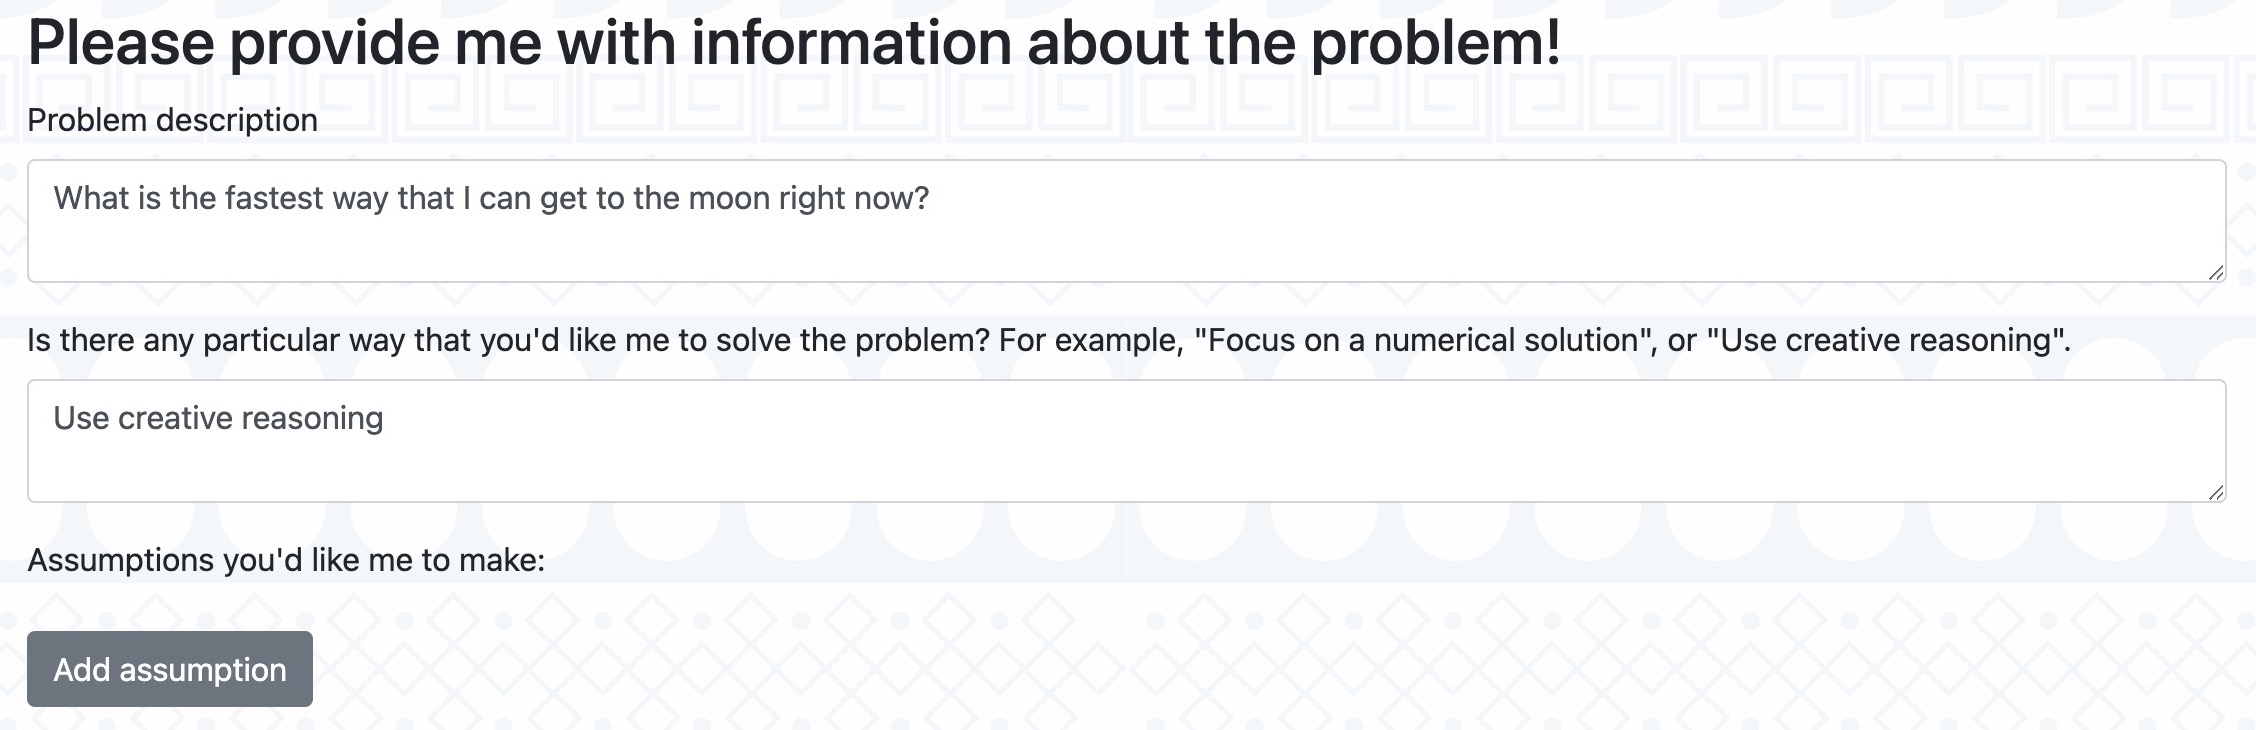 Please provide me with information about the problem!
Problem description
What is the fastest way that I can get to the moon right now?
Is there any particular way that you'd like me to solve the problem? For example, "Focus on a numerical solution", or "Use creative reasoning".
Use creative reasoning
Assumptions you'd like me to make:
Add assumption